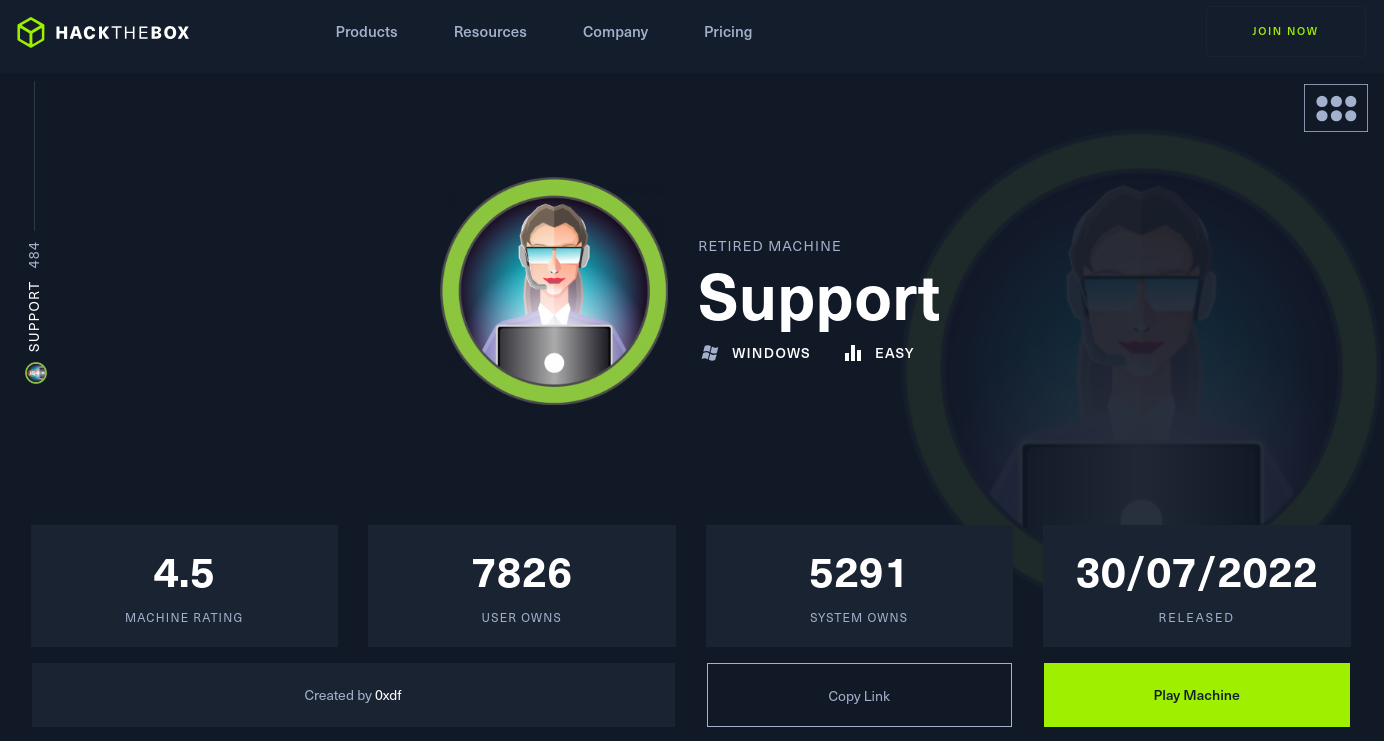 HACKTHEBOX
Products
Resources
Company
Pricing
JOIN NOW
SUPPORT 484
RETIRED MACHINE
Support
WINDOWS
EASY
4.5
MACHINE RATING
7826
USER OWNS
5291
SYSTEM OWNS
30/07/2022
RELEASED
Created by 0xdf
Copy Link
Play Machine